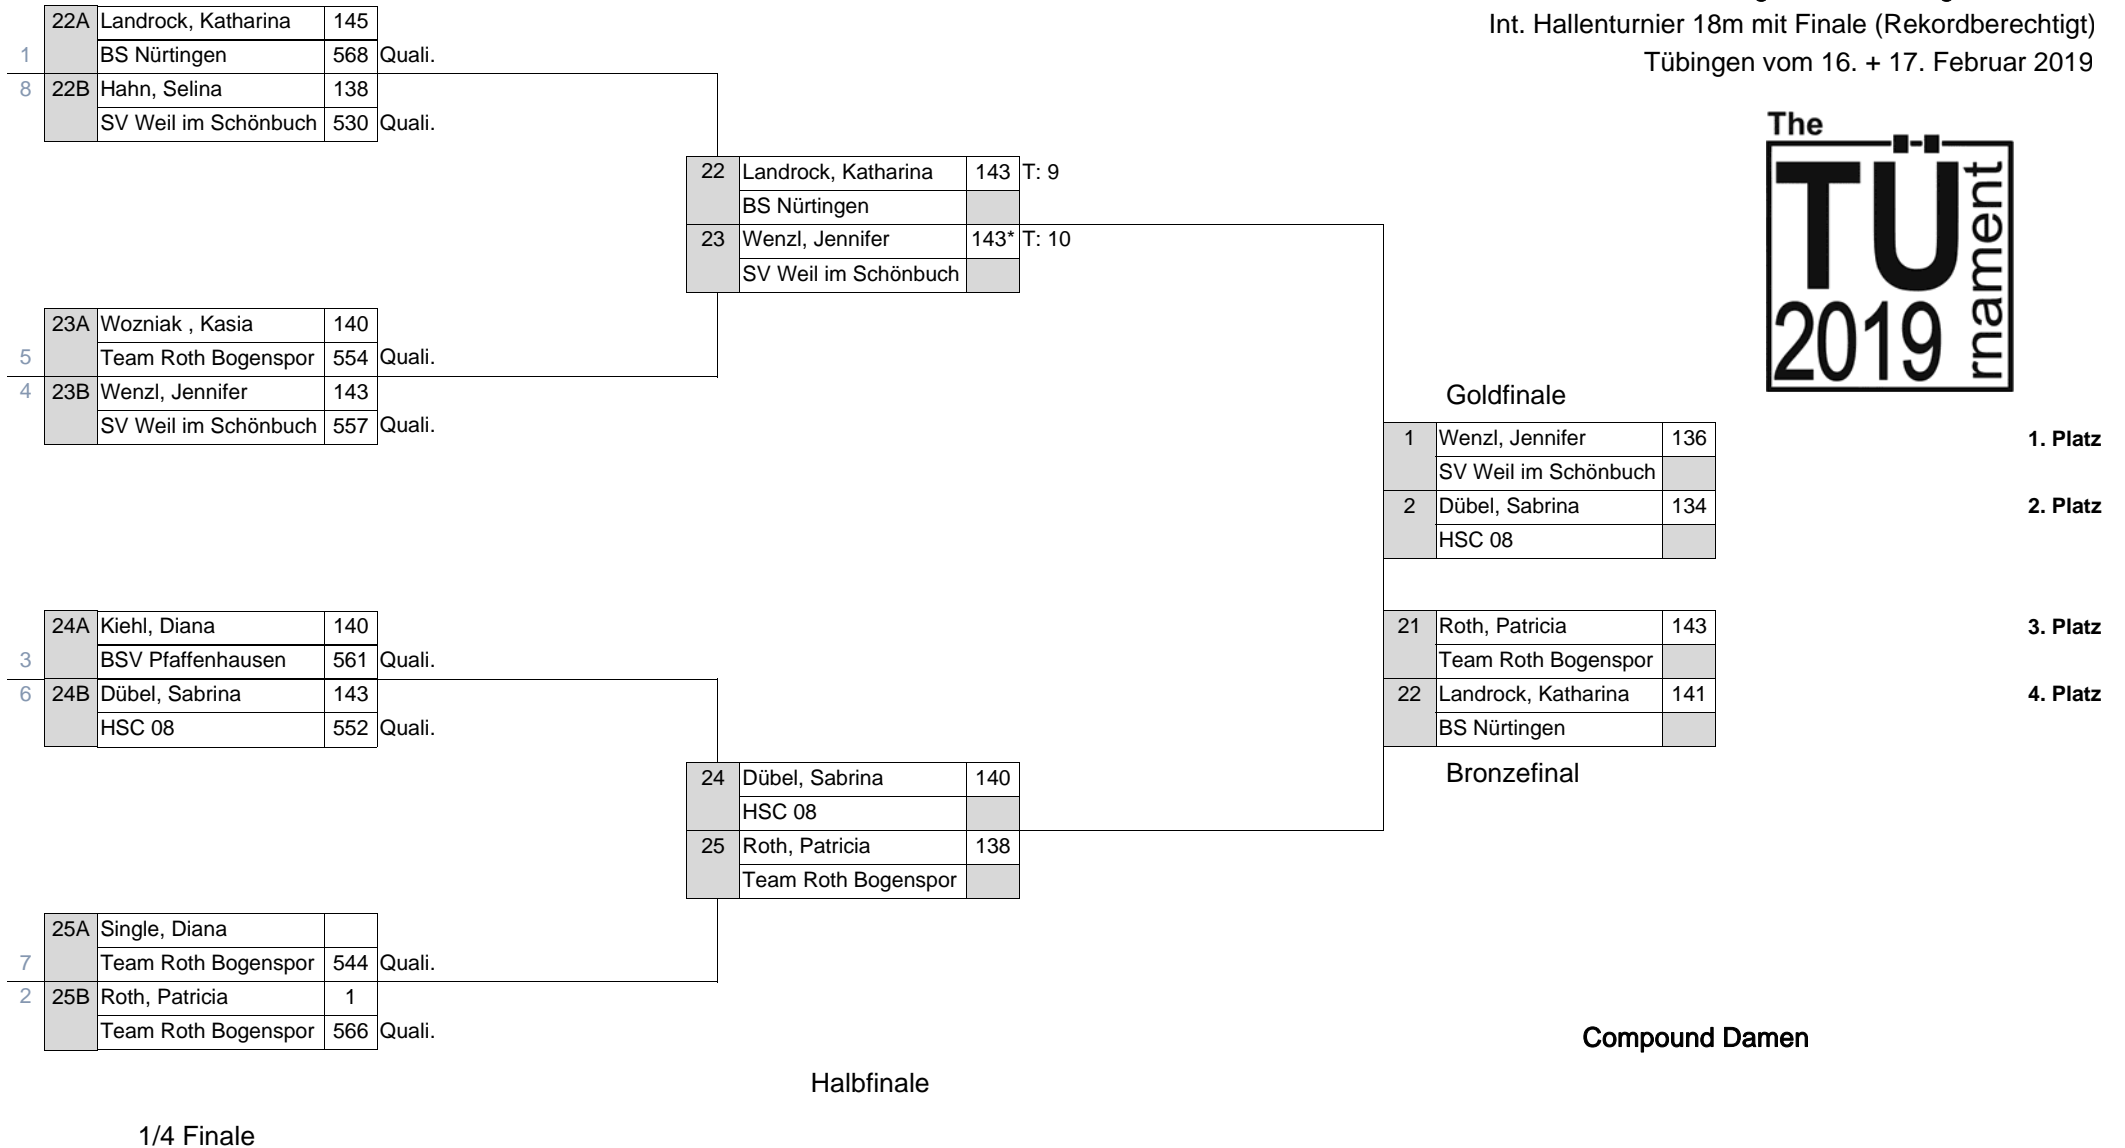 Int. Hallenturnier 18m mit Finale (Rekordberechtigt)
Tübingen vom 16. + 17. Februar 2019
The
TÜ
rnament
2019
22A Landrock, Katharina 145
1 BS Nürtingen 568 Quali.
8 22B Hahn, Selina 138
SV Weil im Schönbuch 530 Quali.
22 Landrock, Katharina 143 T: 9
BS Nürtingen
23 Wenzl, Jennifer 143* T: 10
SV Weil im Schönbuch
23A Wozniak , Kasia 140
5 Team Roth Bogenspor 554 Quali.
4 23B Wenzl, Jennifer 143
SV Weil im Schönbuch 557 Quali.
Goldfinale
1 Wenzl, Jennifer 136 1. Platz
SV Weil im Schönbuch
2 Dübel, Sabrina 134 2. Platz
HSC 08
24A Kiehl, Diana 140
3 BSV Pfaffenhausen 561 Quali.
6 24B Dübel, Sabrina 143
HSC 08 552 Quali.
21 Roth, Patricia 143 3. Platz
Team Roth Bogenspor
22 Landrock, Katharina 141 4. Platz
BS Nürtingen
Bronzefinal
24 Dübel, Sabrina 140
HSC 08
25 Roth, Patricia 138
Team Roth Bogenspor
25A Single, Diana
7 Team Roth Bogenspor 544 Quali.
2 25B Roth, Patricia 1
Team Roth Bogenspor 566 Quali.
Compound Damen
Halbfinale
1/4 Finale